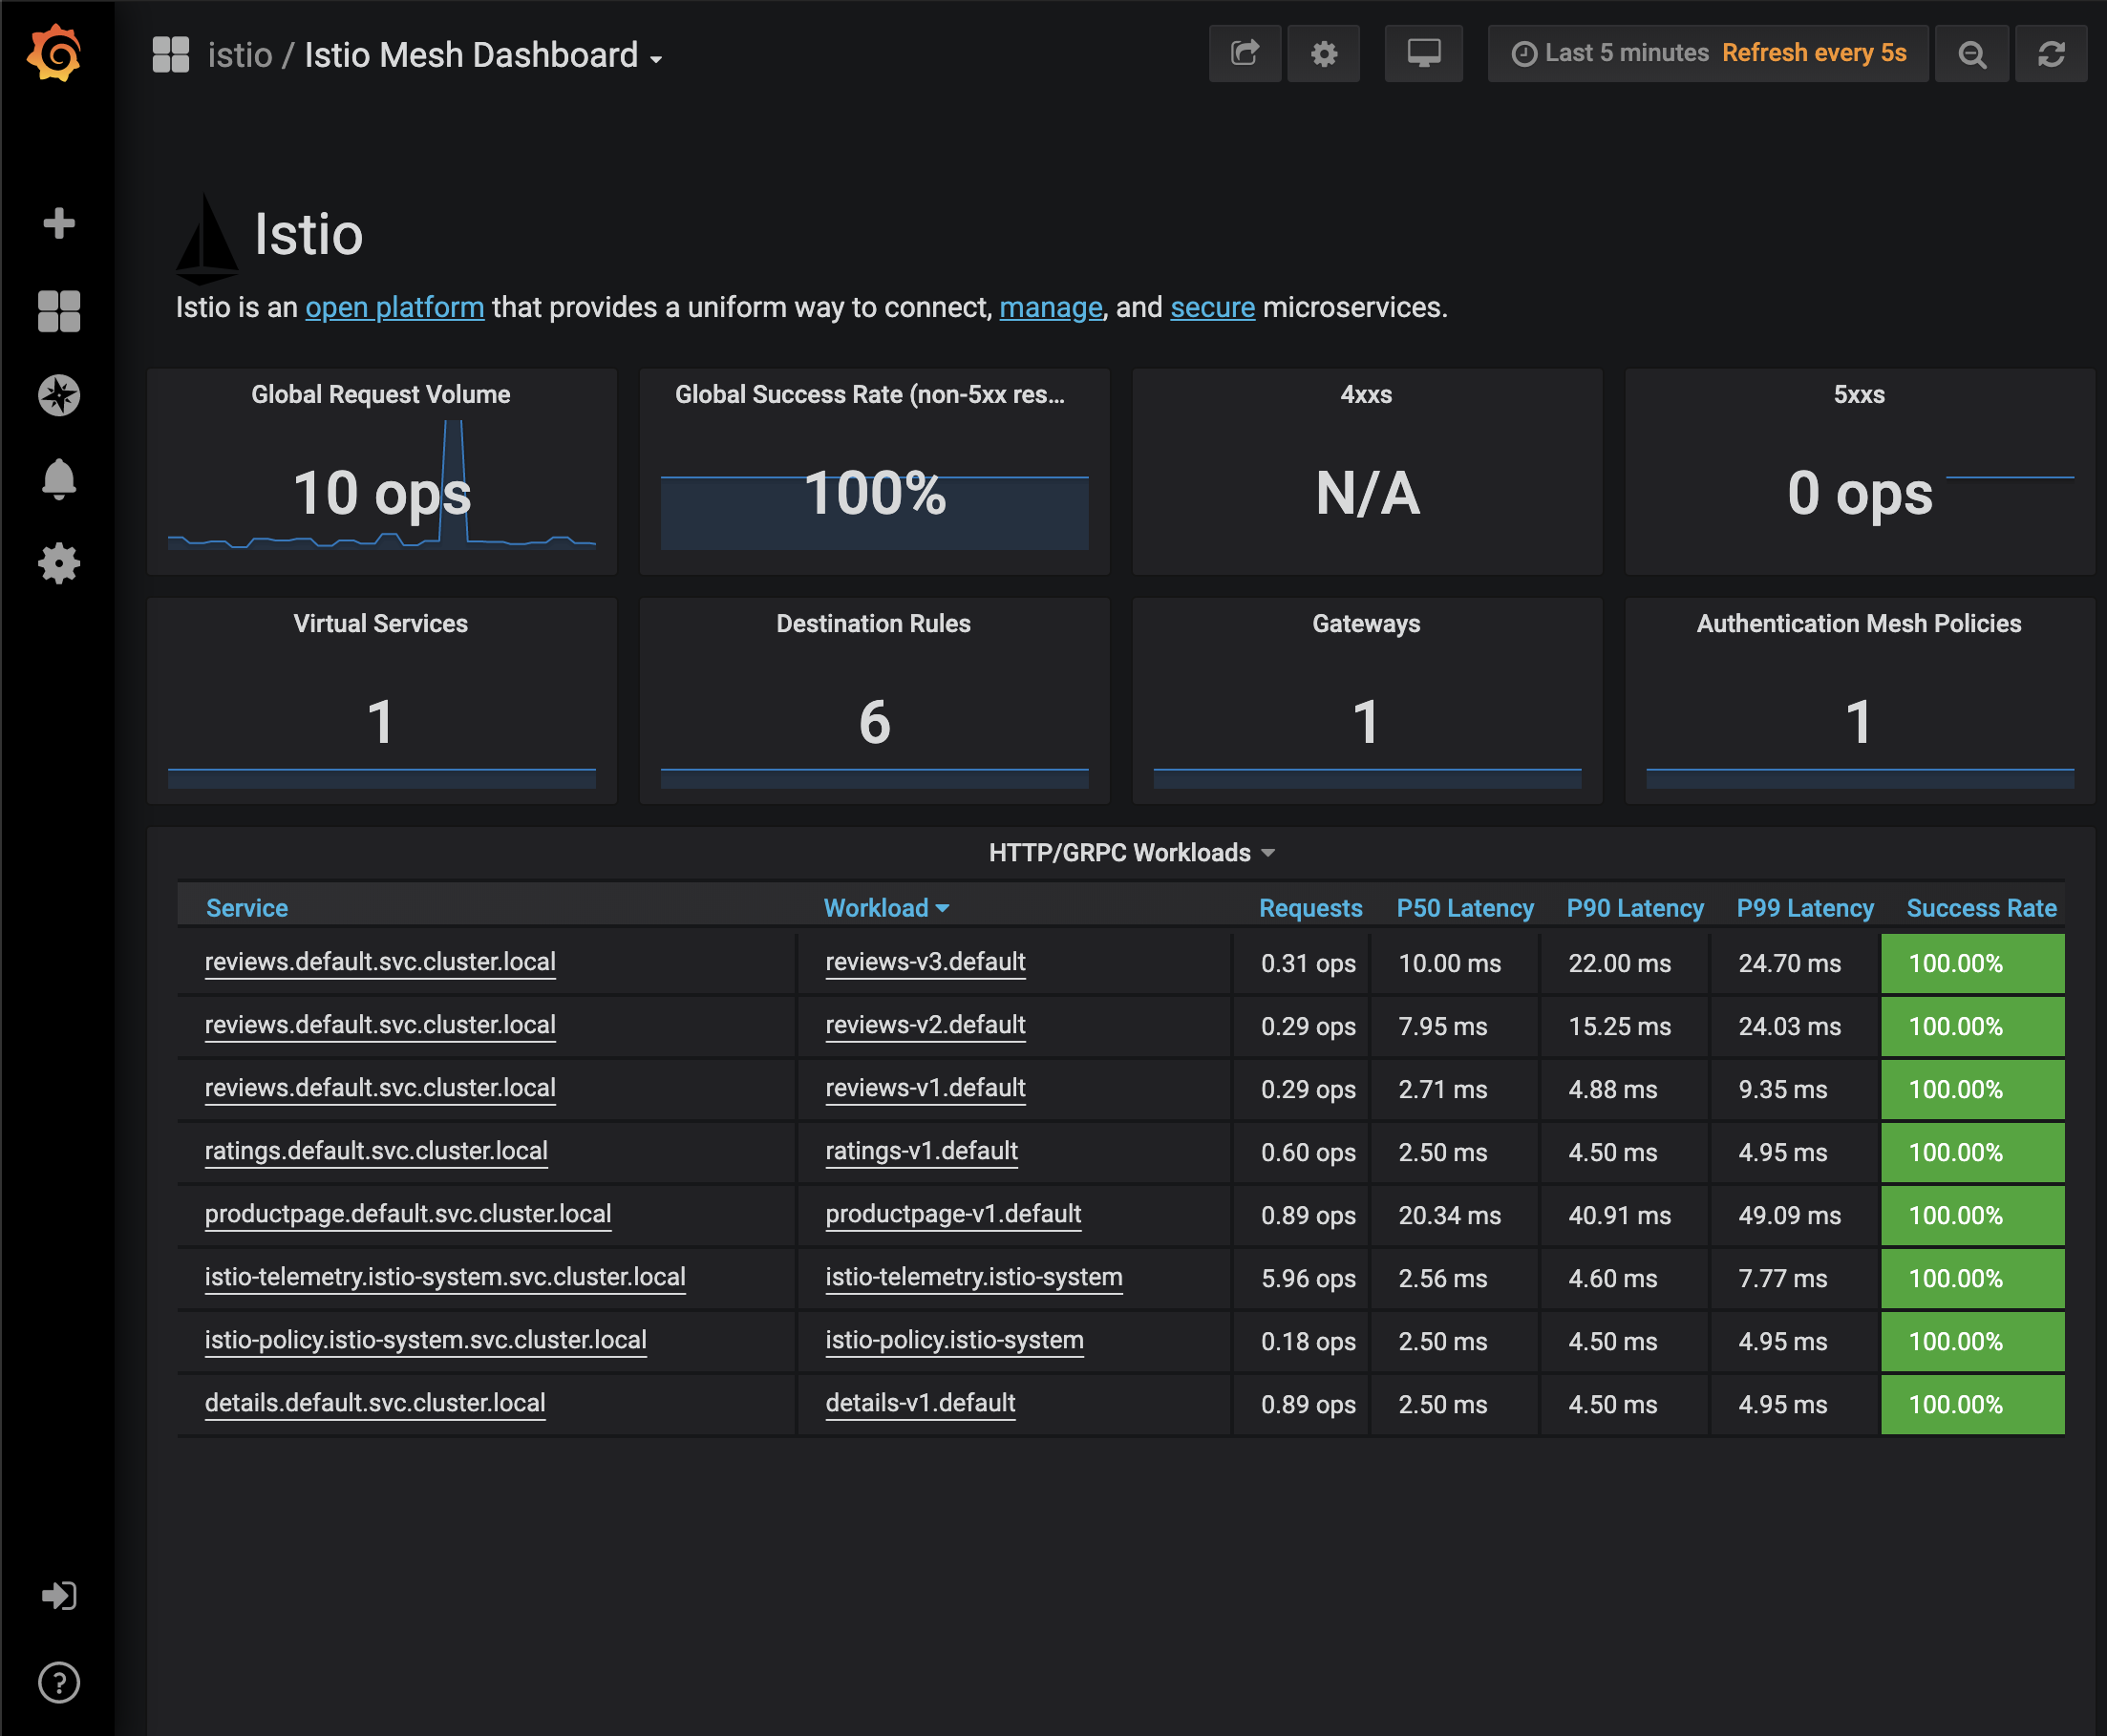 istio / Istio Mesh Dashboard
Last 5 minutes Refresh every 5s
Istio
Istio is an open platform that provides a uniform way to connect, manage, and secure microservices.
Global Request Volume
10 ops
Global Success Rate (non-5xx res...
100%
4xxs
N/A
5xxs
0 ops
Virtual Services
1
Destination Rules
6
Gateways
1
Authentication Mesh Policies
1
HTTP/GRPC Workloads
Service Workload Requests P50 Latency P90 Latency P99 Latency Success Rate
reviews.default.svc.cluster.local reviews-v3.default 0.31 ops 10.00 ms 22.00 ms 24.70 ms 100.00%
reviews.default.svc.cluster.local reviews-v2.default 0.29 ops 7.95 ms 15.25 ms 24.03 ms 100.00%
reviews.default.svc.cluster.local reviews-v1.default 0.29 ops 2.71 ms 4.88 ms 9.35 ms 100.00%
ratings.default.svc.cluster.local ratings-v1.default 0.60 ops 2.50 ms 4.50 ms 4.95 ms 100.00%
productpage.default.svc.cluster.local productpage-v1.default 0.89 ops 20.34 ms 40.91 ms 49.09 ms 100.00%
istio-telemetry.istio-system.svc.cluster.local istio-telemetry.istio-system 5.96 ops 2.56 ms 4.60 ms 7.77 ms 100.00%
istio-policy.istio-system.svc.cluster.local istio-policy.istio-system 0.18 ops 2.50 ms 4.50 ms 4.95 ms 100.00%
details.default.svc.cluster.local details-v1.default 0.89 ops 2.50 ms 4.50 ms 4.95 ms 100.00%